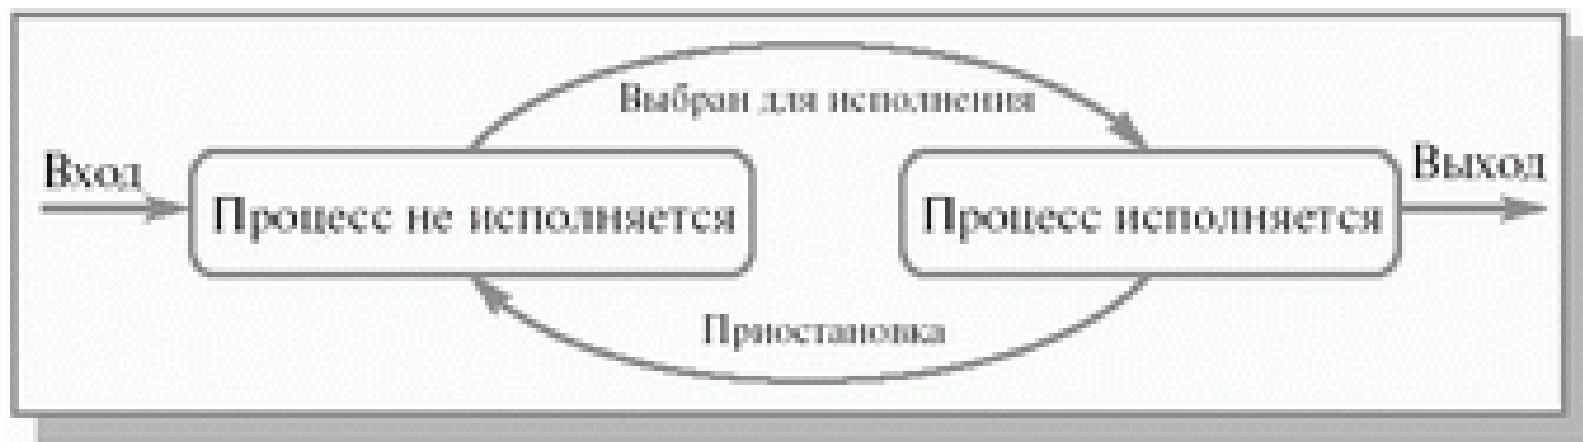 Выбран для исполнения
Вход
Процесс не исполняется
Процесс исполняется
Выход
Приостановка